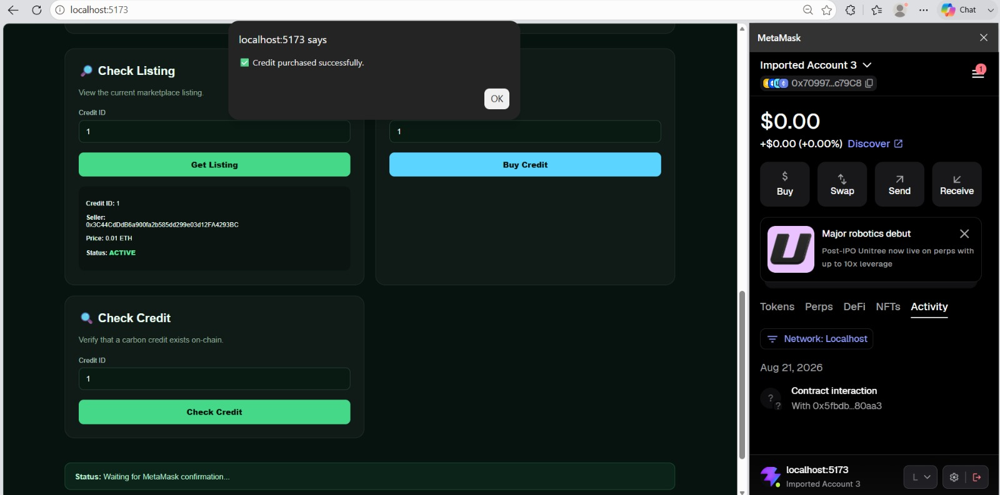 localhost:5173
Chat
localhost:5173 says
✅ Credit purchased successfully.
OK
Check Listing
View the current marketplace listing.
Credit ID
1
Get Listing
Credit ID: 1
Seller:
0x3C44CdDdB6a900fa2b585dd299e03d12FA4293BC
Price: 0.01 ETH
Status: ACTIVE
1
Buy Credit
Check Credit
Verify that a carbon credit exists on-chain.
Credit ID
1
Check Credit
Status: Waiting for MetaMask confirmation...
MetaMask
Imported Account 3
1
0x70997...c79C8
$0.00
+$0.00 (+0.00%) Discover
$
Buy
Swap
Send
Receive
U
Major robotics debut
Post-IPO Unitree now live on perps with
up to 10x leverage
Tokens Perps DeFi NFTs Activity
Network: Localhost
Aug 21, 2026
? ?
Contract interaction
With 0x5fbdb...80aa3
localhost:5173
Imported Account 3
L